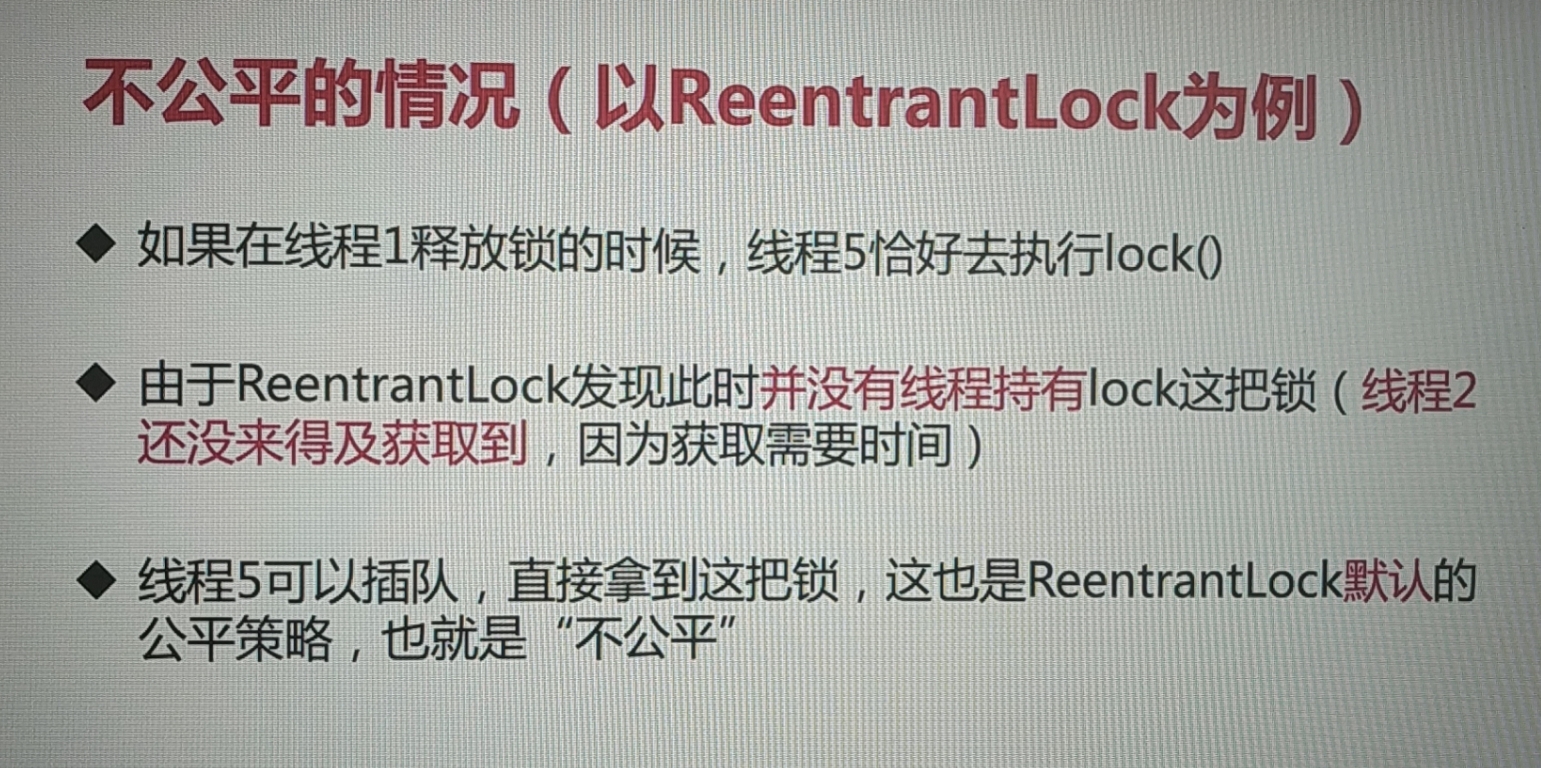 不公平的情况（以ReentrantLock为例）
◆ 如果在线程1释放锁的时候，线程5恰好去执行lock()
◆ 由于ReentrantLock发现此时并没有线程持有lock这把锁（线程2
还没来得及获取到，因为获取需要时间）
◆ 线程5可以插队，直接拿到这把锁，这也是ReentrantLock默认的
公平策略，也就是“不公平”